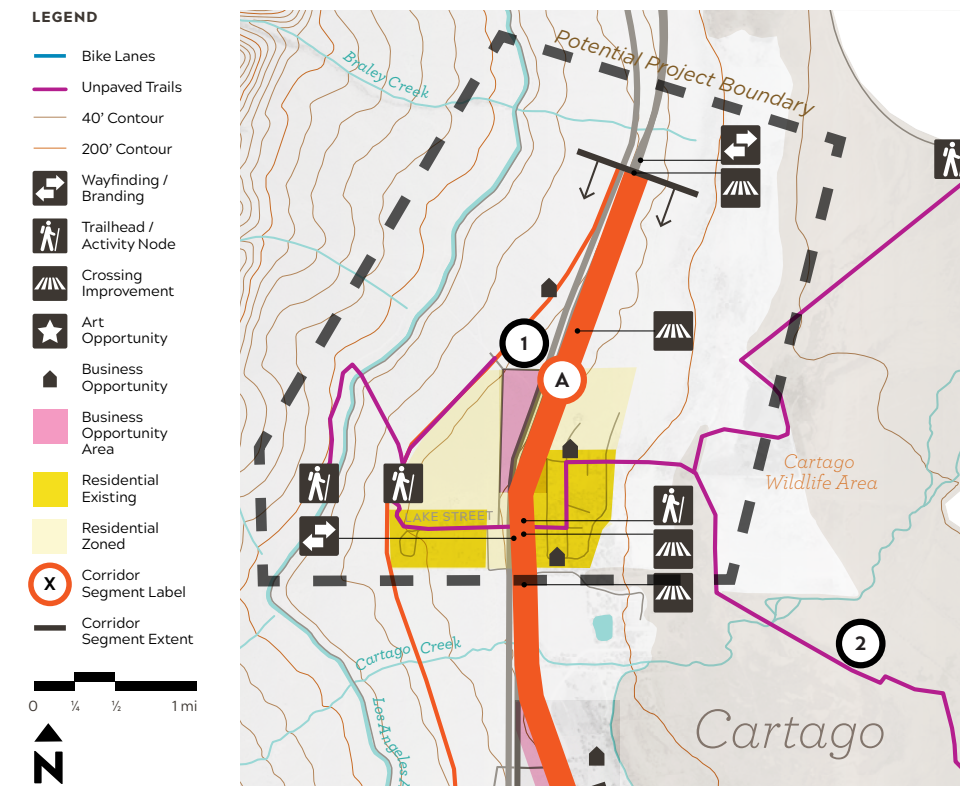 LEGEND
Bike Lanes
Unpaved Trails
40’ Contour
200’ Contour
Wayfinding /
Branding
Trailhead /
Activity Node
Crossing
Improvement
Art
Opportunity
Business
Opportunity
Business
Opportunity
Area
Residential
Existing
Residential
Zoned
X
Corridor
Segment Label
Corridor
Segment Extent
0 ¼ ½ 1 mi
N
Potential Project Boundary
Braley Creek
1
A
Cartago
Wildlife Area
LAKE STREET
2
Cartago Creek
Los Angeles
Cartago